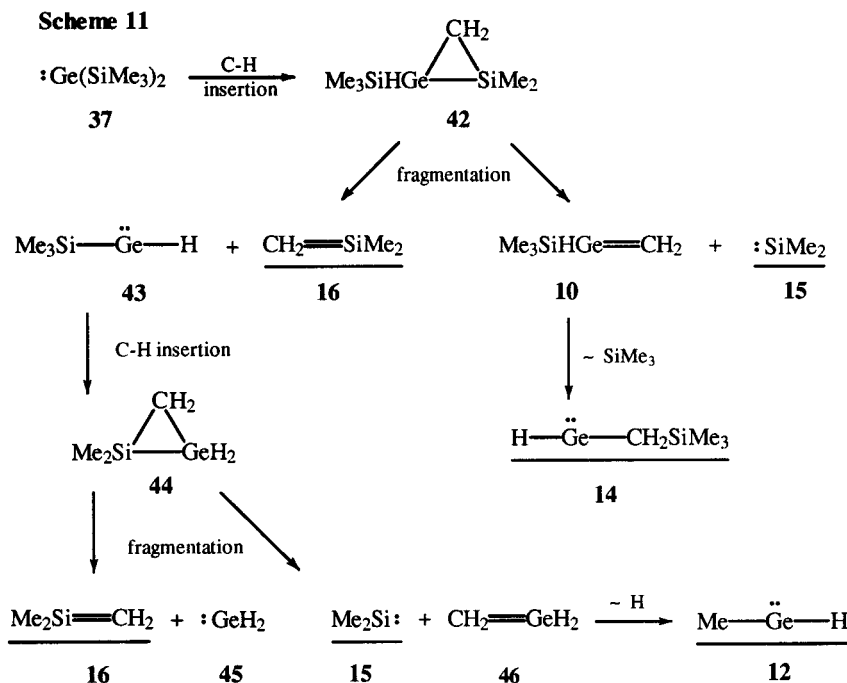 Scheme 11
:Ge(SiMe3)2
C-H
insertion
CH2
Me3SiHGe
SiMe2
37
42
fragmentation
Me3Si—Ge—H + CH2=SiMe2
Me3SiHGe=CH2 + :SiMe2
43
16
10
15
C-H insertion
~ SiMe3
CH2
Me2Si
GeH2
H—Ge—CH2SiMe3
44
14
fragmentation
Me2Si=CH2 + :GeH2
Me2Si: + CH2=GeH2
~ H
Me—Ge—H
16
45
15
46
12